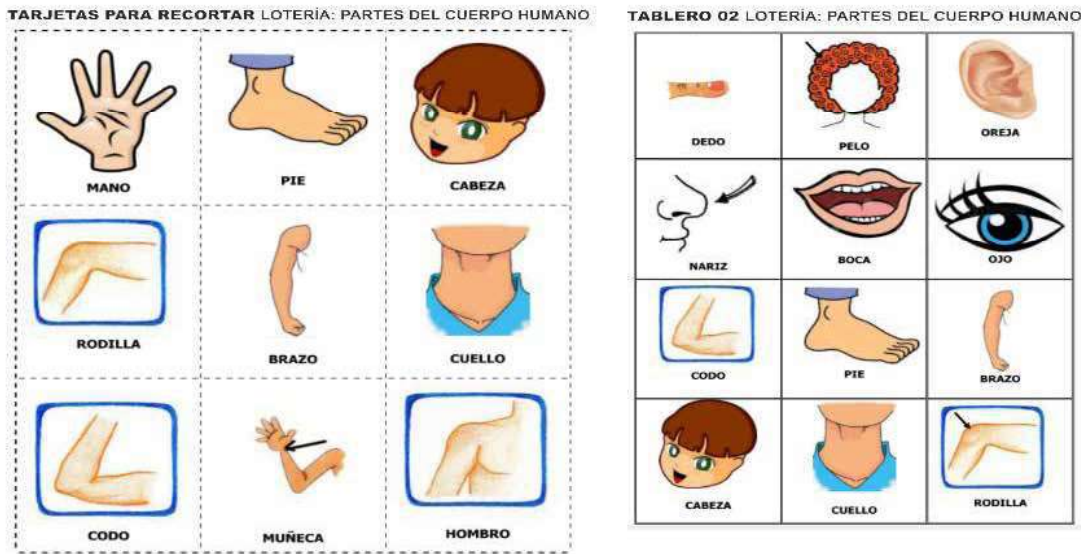 TARJETAS PARA RECORTAR LOTERÍA: PARTES DEL CUERPO HUMANO
MANO
PIE
CABEZA
RODILLA
BRAZO
CUELLO
CODO
MUÑECA
HOMBRO
TABLERO 02 LOTERÍA: PARTES DEL CUERPO HUMANO
DEDO
PELO
OREJA
NARIZ
BOCA
OJO
CODO
PIE
BRAZO
CABEZA
CUELLO
RODILLA